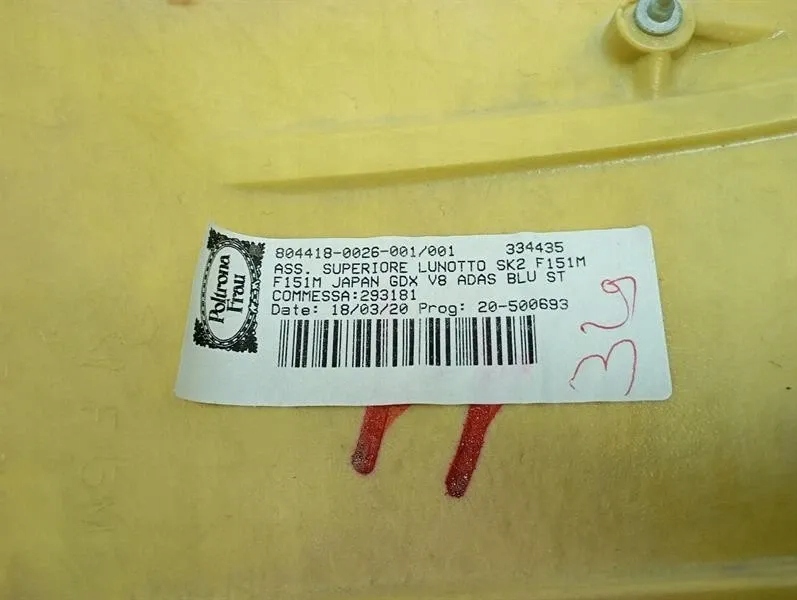 Poltrona
Frau
804418-0026-001/001 334435
ASS. SUPERIORE LUNOTTO SK2 F151M
F151M JAPAN GDX V8 ADAS BLU ST
COMMESSA:293181
Date: 18/03/20 Prog: 20-500693